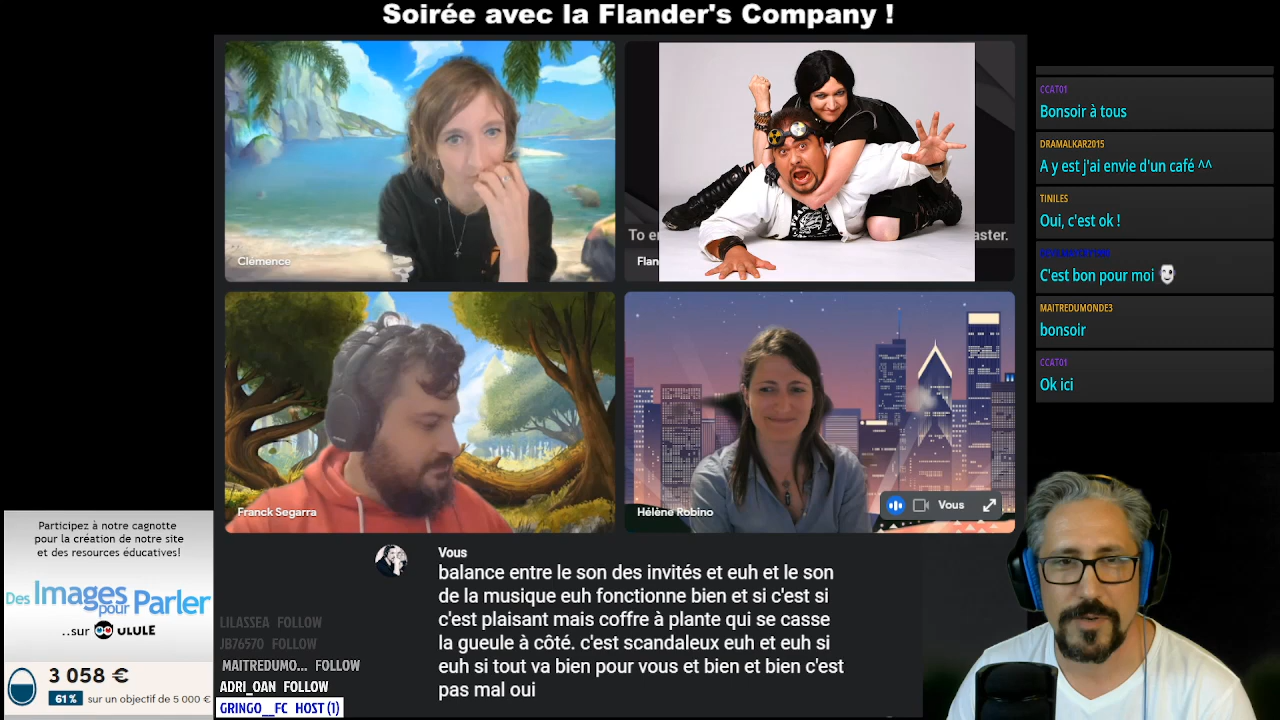 Soirée avec la Flander's Company !
CCAT01
Bonsoir à tous
DRAMALKAR2015
A y est j'ai envie d'un café ^^
TINILES
Oui, c'est ok !
C'est bon pour moi
MAITREDUMONDE3
bonsoir
CCAT01
Ok ici
Clémence
To er
aster.
Flan
Franck Segarra
Hélène Robino
Vous
Vous
balance entre le son des invités et euh et le son
de la musique euh fonctionne bien et si c'est si
c'est plaisant mais coffre à plante qui se casse
la gueule à côté. c'est scandaleux euh et euh si
euh si tout va bien pour vous et bien et bien c'est
pas mal oui
Participez à notre cagnotte
pour la création de notre site
et des resources éducatives!
Des Images
pour Parler
..sur ULULE
3 058 €
61 % sur un objectif de 5 000 €
LILASSEA FOLLOW
JB76570 FOLLOW
MAITREDUMO... FOLLOW
ADRI_OAN FOLLOW
GRINGO__FC HOST (1)